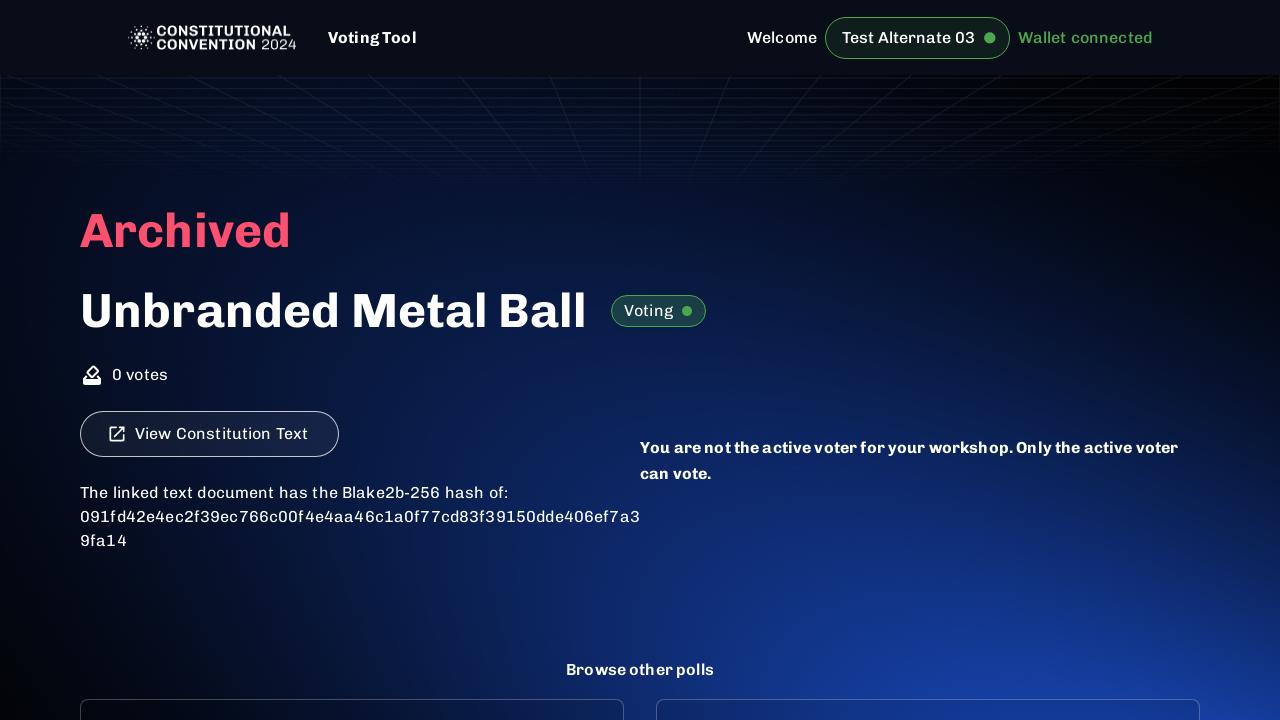 CONSTITUTIONAL
CONVENTION 2024
Voting Tool
Welcome
Test Alternate 03
Wallet connected
Archived
Unbranded Metal Ball
Voting
0 votes
View Constitution Text
You are not the active voter for your workshop. Only the active voter
can vote.
The linked text document has the Blake2b-256 hash of:
091fd42e4ec2f39ec766c00f4e4aa46c1a0f77cd83f39150dde406ef7a3
9fa14
Browse other polls